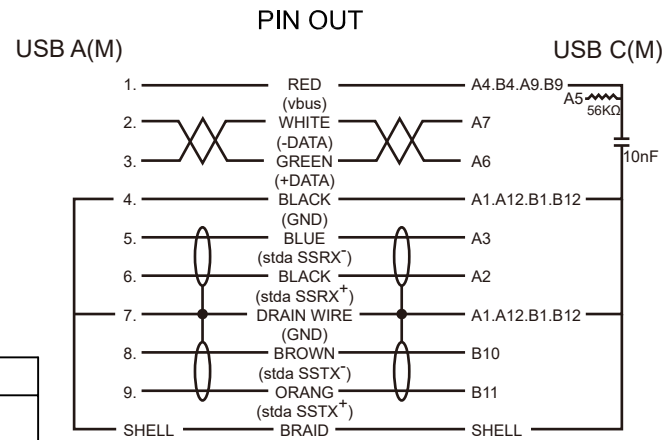 PIN OUT
USB A(M) USB C(M)
1. RED A4.B4.A9.B9
(vbus) A5 56KΩ
2. WHITE A7
(-DATA) 10nF
3. GREEN A6
(+DATA)
4. BLACK A1.A12.B1.B12
(GND)
5. BLUE A3
(stda SSRX⁻)
6. BLACK A2
(stda SSRX⁺)
7. DRAIN WIRE A1.A12.B1.B12
(GND)
8. BROWN B10
(stda SSTX⁻)
9. ORANG B11
(stda SSTX⁺)
SHELL BRAID SHELL